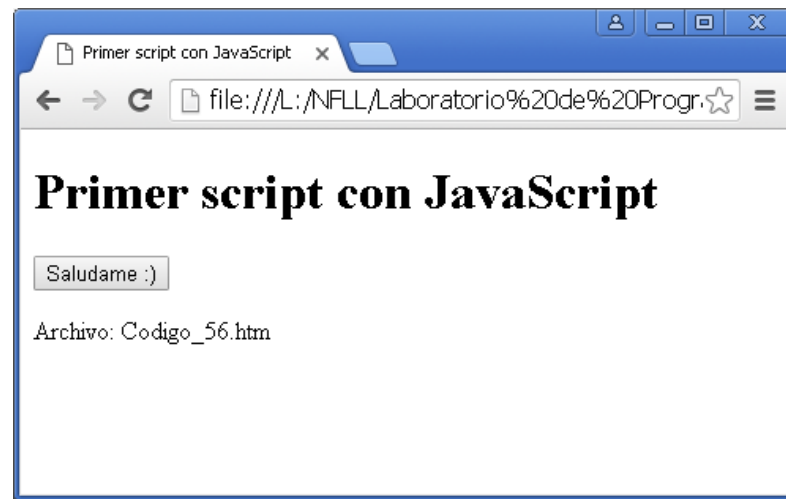 Primer script con JavaScript
file:///L:/NFLL/Laboratorio%20de%20Progr
Primer script con JavaScript
Saludame :)
Archivo: Codigo_56.htm